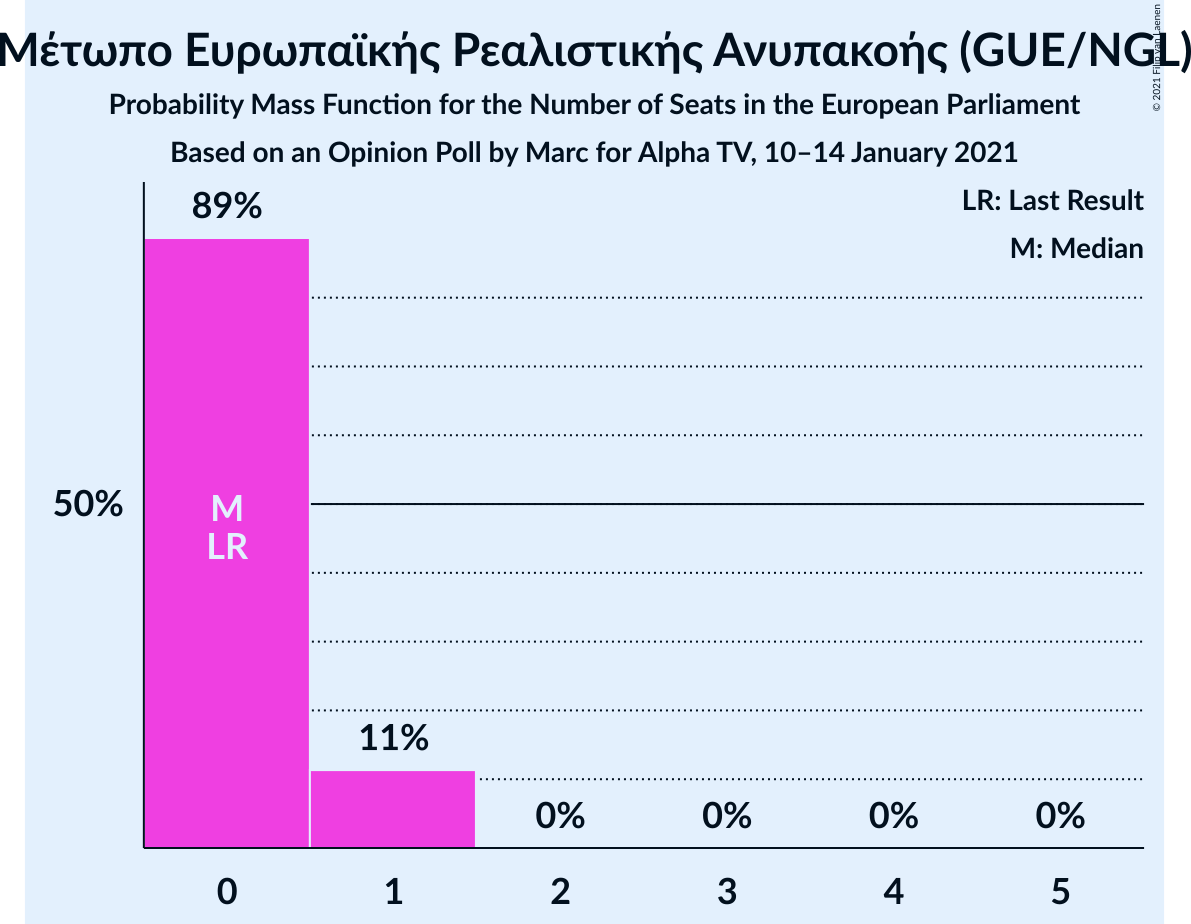 Μέτωπο Ευρωπαϊκής Ρεαλιστικής Ανυπακοής (GUE/NGL)
© 2021 Filip van Laenen
Probability Mass Function for the Number of Seats in the European Parliament
Based on an Opinion Poll by Marc for Alpha TV, 10–14 January 2021
LR: Last Result
M: Median
89%
50%
M
LR
11%
0% 0% 0% 0%
0 1 2 3 4 5